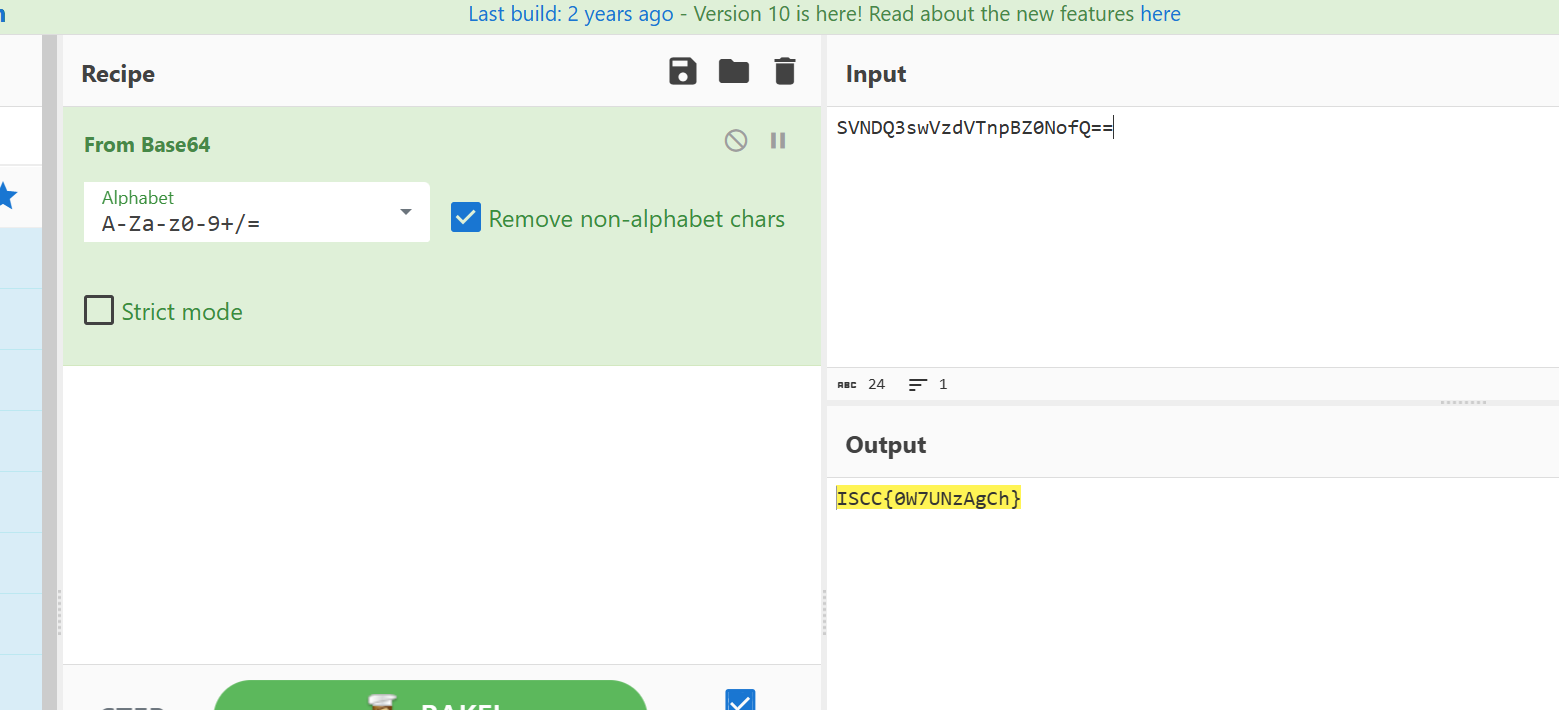 Last build: 2 years ago - Version 10 is here! Read about the new features here
Recipe
From Base64
Alphabet
A-Za-z0-9+/=
Remove non-alphabet chars
Strict mode
STEP
BAKE!
Input
SVNDQ3swVzdVTnpBZ0NofQ==
ABC 24 1
Output
ISCC{0W7UNzAgCh}